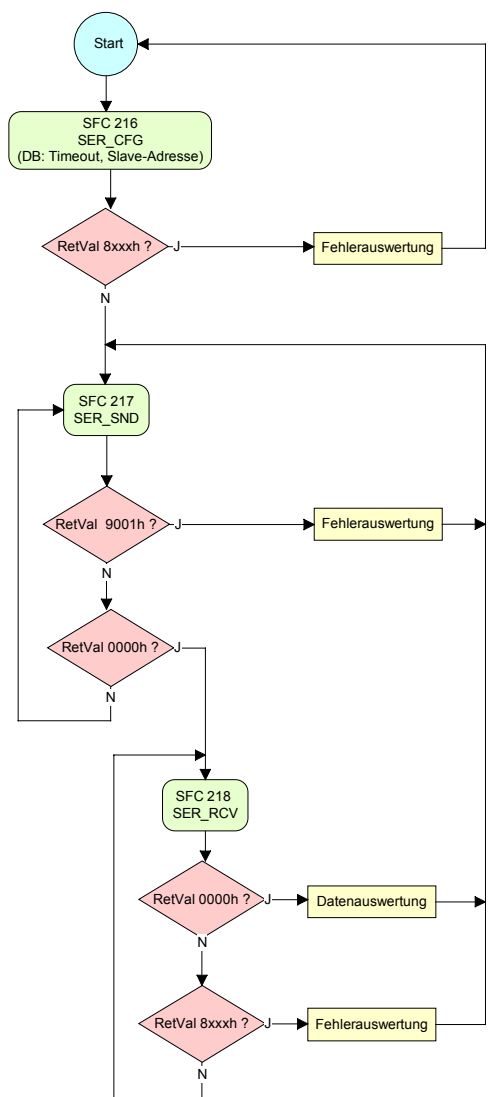 Start
SFC 216
SER_CFG
(DB: Timeout, Slave-Adresse)
RetVal 8xxxh ?
J
Fehlerauswertung
N
SFC 217
SER_SND
RetVal 9001h ?
J
Fehlerauswertung
N
RetVal 0000h ?
J
N
SFC 218
SER_RCV
RetVal 0000h ?
J
Datenauswertung
N
RetVal 8xxxh ?
J
Fehlerauswertung
N